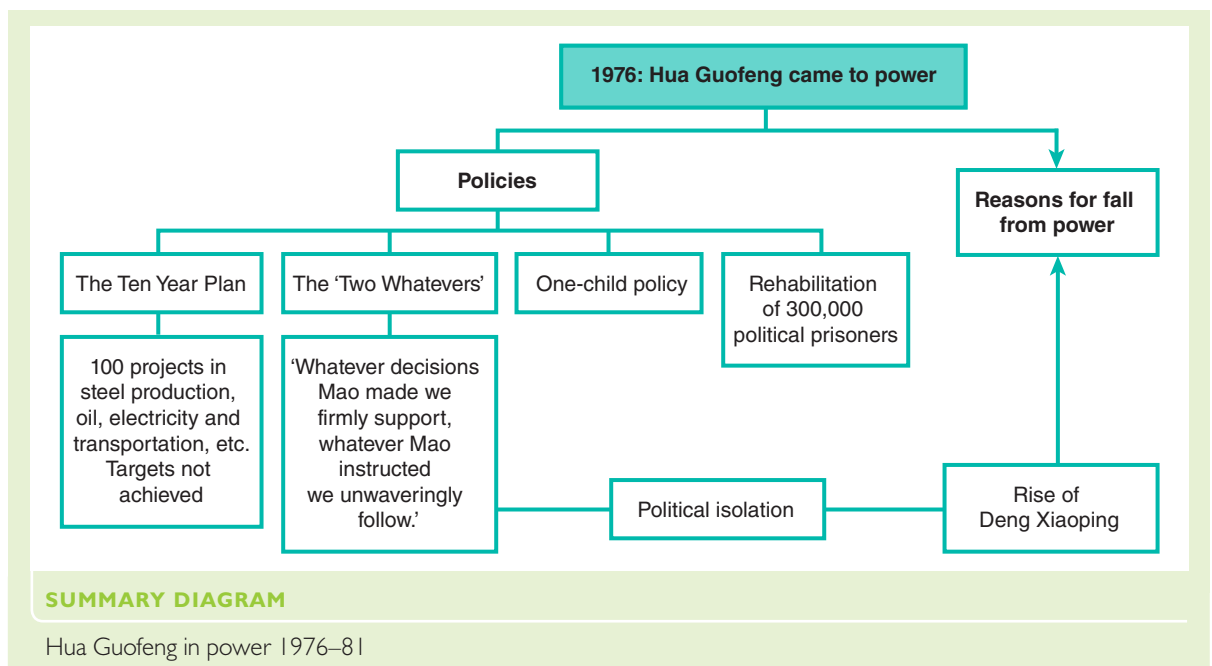 1976: Hua Guofeng came to power
Policies
Reasons for fall
from power
The Ten Year Plan
The ‘Two Whatevers’
One-child policy
Rehabilitation
of 300,000
political prisoners
100 projects in
steel production,
oil, electricity and
transportation, etc.
Targets not
achieved
‘Whatever decisions
Mao made we
firmly support,
whatever Mao
instructed
we unwaveringly
follow.’
Political isolation
Rise of
Deng Xiaoping
SUMMARY DIAGRAM
Hua Guofeng in power 1976–81